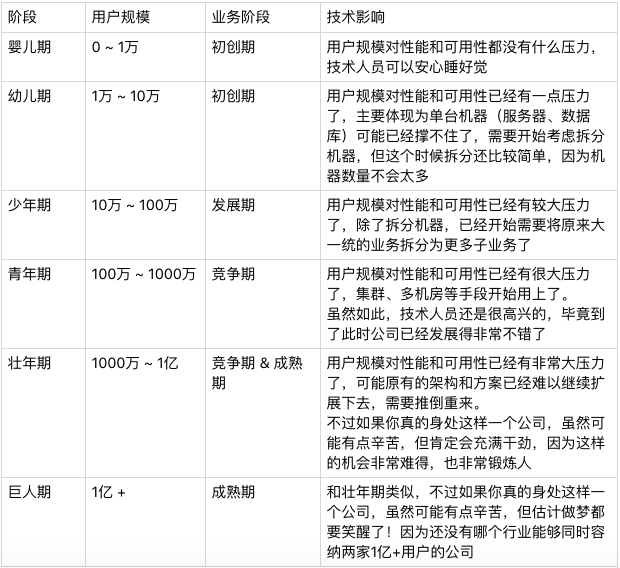 阶段 用户规模 业务阶段 技术影响
婴儿期 0 ~ 1万 初创期 用户规模对性能和可用性都没有什么压力，
技术人员可以安心睡好觉
幼儿期 1万 ~ 10万 初创期 用户规模对性能和可用性已经有一点压力
了，主要体现为单台机器（服务器、数据
库）可能已经撑不住了，需要开始考虑拆分
机器，但这个时候拆分还比较简单，因为机
器数量不会太多
少年期 10万 ~ 100万 发展期 用户规模对性能和可用性已经有较大压力
了，除了拆分机器，已经开始需要将原来大
一统的业务拆分为更多子业务了
青年期 100万 ~ 1000万 竞争期 用户规模对性能和可用性已经有很大压力
了，集群、多机房等手段开始用上了。
虽然如此，技术人员还是很高兴的，毕竟到
了此时公司已经发展得非常不错了
壮年期 1000万 ~ 1亿 竞争期 & 成熟 用户规模对性能和可用性已经有非常大压力
期 了，可能原有的架构和方案已经难以继续扩
展下去，需要推倒重来。
不过如果你真的身处这样一个公司，虽然可
能有点辛苦，但肯定会充满干劲，因为这样
的机会非常难得，也非常锻炼人
巨人期 1亿 + 成熟期 和壮年期类似，不过如果你真的身处这样一
个公司，虽然可能有点辛苦，但估计做梦都
要笑醒了！因为还没有哪个行业能够同时容
纳两家1亿+用户的公司